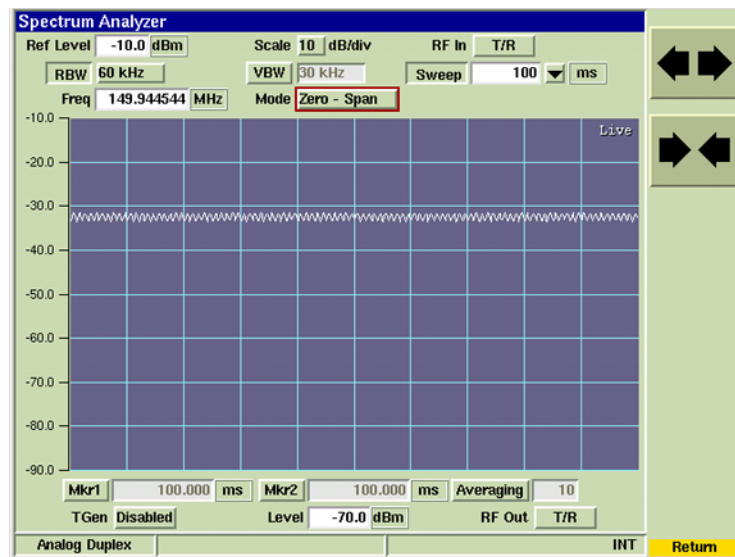 Spectrum Analyzer
Ref Level -10.0 dBm Scale 10 dB/div RF In T/R
RBW 60 kHz VBW 30 kHz Sweep 100 ms
Freq 149.944544 MHz Mode Zero - Span
-10.0
Live
-20.0
-30.0
-40.0
-50.0
-60.0
-70.0
-80.0
-90.0
Mkr1 100.000 ms Mkr2 100.000 ms Averaging 10
TGen Disabled Level -70.0 dBm RF Out T/R
Analog Duplex INT Return